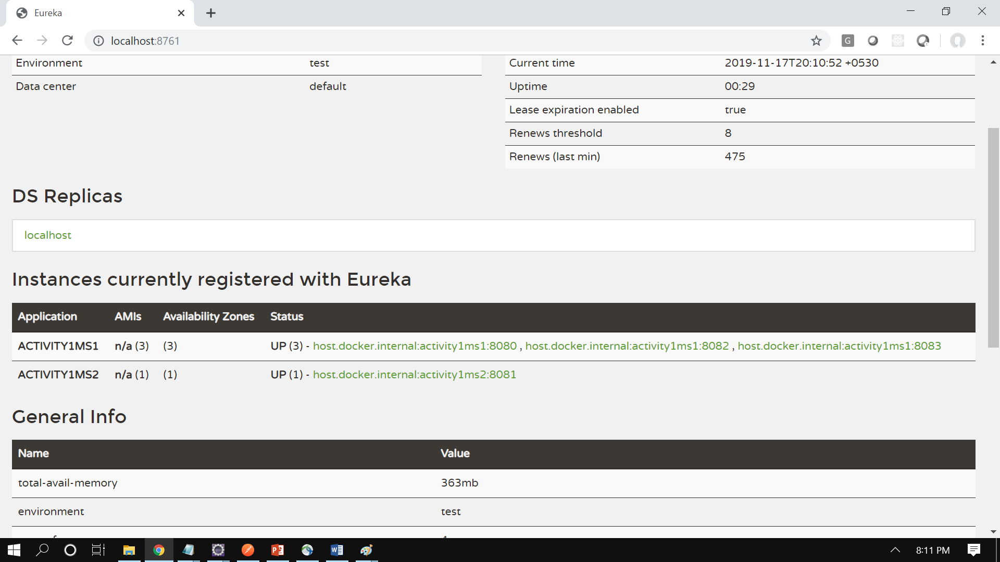 Eureka
localhost:8761
G
Environment test
Data center default
Current time 2019-11-17T20:10:52 +0530
Uptime 00:29
Lease expiration enabled true
Renews threshold 8
Renews (last min) 475
DS Replicas
localhost
Instances currently registered with Eureka
Application AMIs Availability Zones Status
ACTIVITY1MS1 n/a (3) (3) UP (3) - host.docker.internal:activity1ms1:8080 , host.docker.internal:activity1ms1:8082 , host.docker.internal:activity1ms1:8083
ACTIVITY1MS2 n/a (1) (1) UP (1) - host.docker.internal:activity1ms2:8081
General Info
Name Value
total-avail-memory 363mb
environment test
8:11 PM